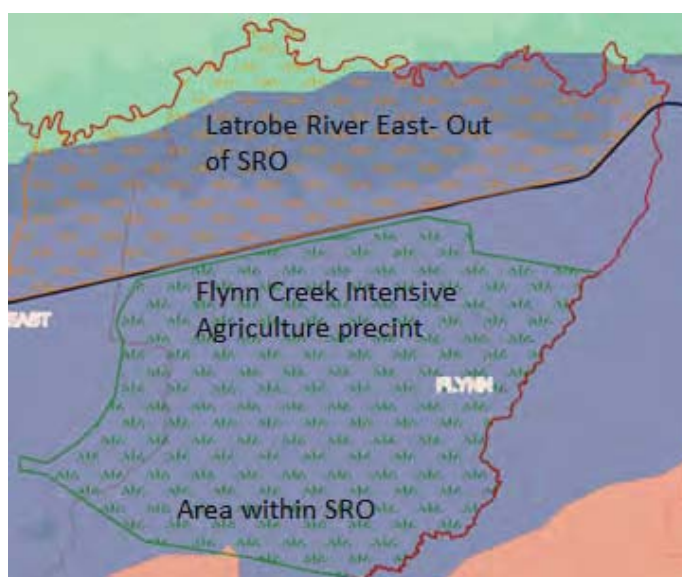 Latrobe River East- Out
of SRO
Flynn Creek Intensive
Agriculture precint
EAST
FLYNN
Area within SRO